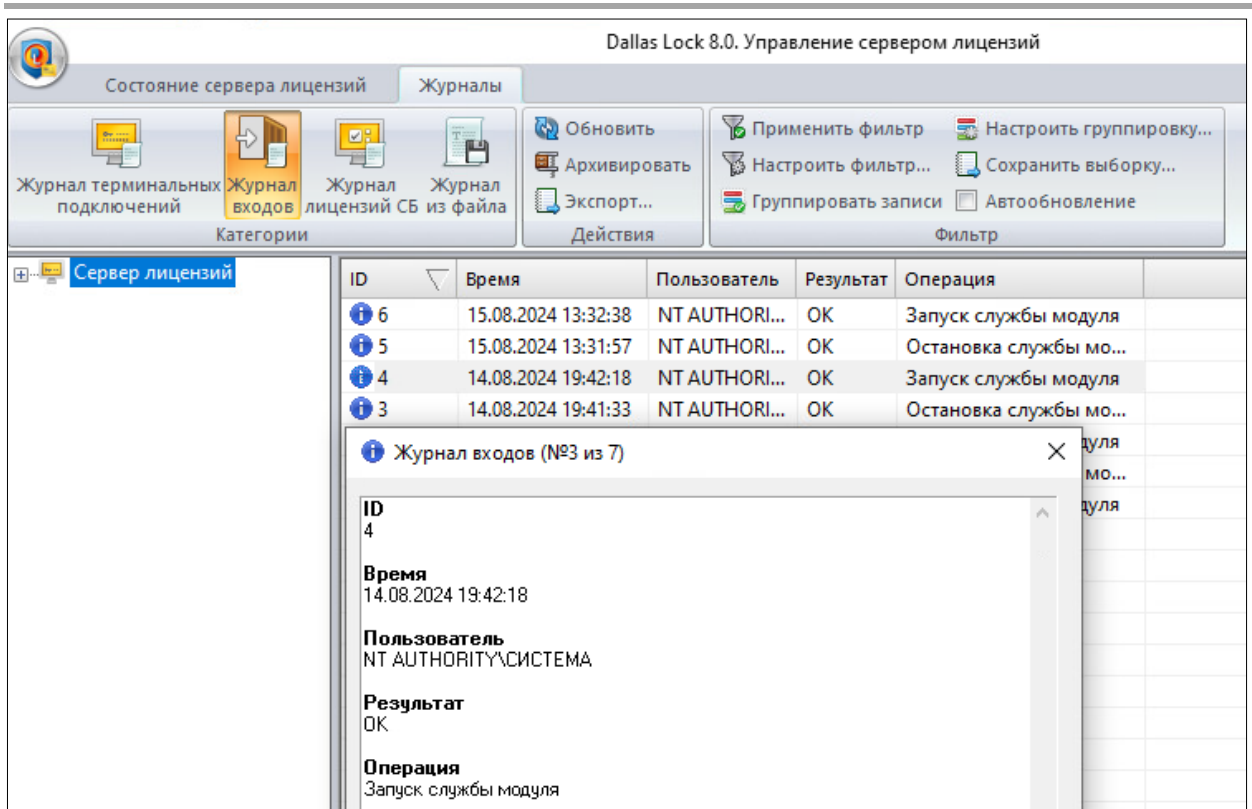 Dallas Lock 8.0. Управление сервером лицензий
Состояние сервера лицензий Журналы
Журнал терминальных подключений
Журнал входов
Журнал лицензий СБ
Журнал из файла
Категории
Обновить
Архивировать
Экспорт...
Действия
Применить фильтр
Настроить фильтр...
Группировать записи
Настроить группировку...
Сохранить выборку...
Автообновление
Фильтр
Сервер лицензий
ID Время Пользователь Результат Операция
6 15.08.2024 13:32:38 NT AUTHORI... OK Запуск службы модуля
5 15.08.2024 13:31:57 NT AUTHORI... OK Остановка службы мо...
4 14.08.2024 19:42:18 NT AUTHORI... OK Запуск службы модуля
3 14.08.2024 19:41:33 NT AUTHORI... OK Остановка службы мо...
Журнал входов (№3 из 7)
мо...
ID
4
Время
14.08.2024 19:42:18
Пользователь
NT AUTHORITY\СИСТЕМА
Результат
OK
Операция
Запуск службы модуля